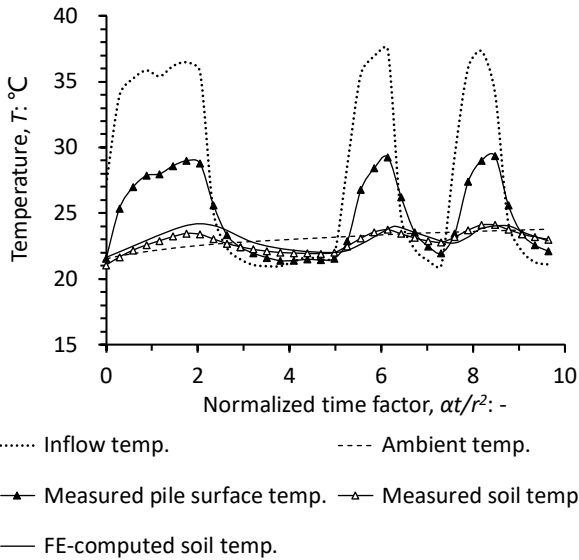 40
35
30
25
20
15
Temperature, T: °C
0
2
4
6
8
10
Normalized time factor, αt/r²: -
Inflow temp.
Ambient temp.
Measured pile surface temp.
Measured soil temp
FE-computed soil temp.